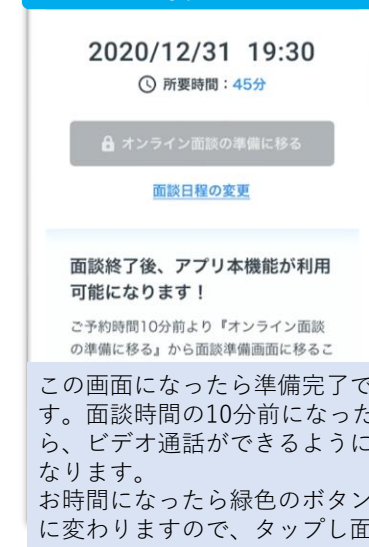 2020/12/31 19:30
所要時間：45分
オンライン面談の準備に移る
面談日程の変更
面談終了後、アプリ本機能が利用
可能になります！
ご予約時間10分前より『オンライン面談
の準備に移る』から面談準備画面に移るこ
この画面になったら準備完了で
す。面談時間の10分前になった
ら、ビデオ通話ができるように
なります。
お時間になったら緑色のボタン
に変わりますので、タップし面